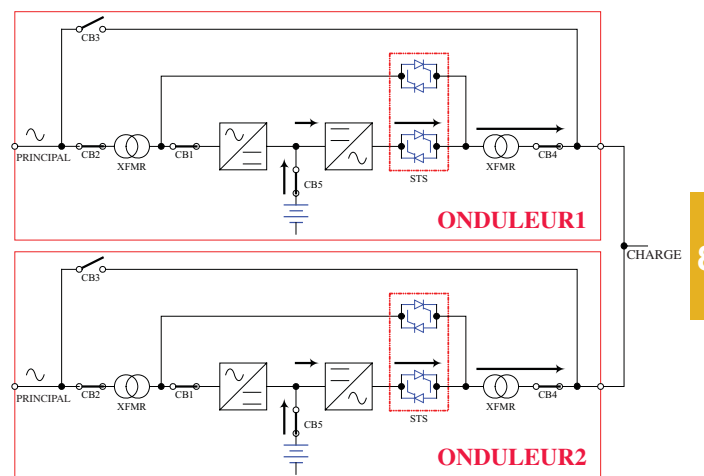 CB3
PRINCIPAL
CB2
XFMR
CB1
CB5
STS
XFMR
CB4
ONDULEUR1
CHARGE
8
CB3
PRINCIPAL
CB2
XFMR
CB1
CB5
STS
XFMR
CB4
ONDULEUR2